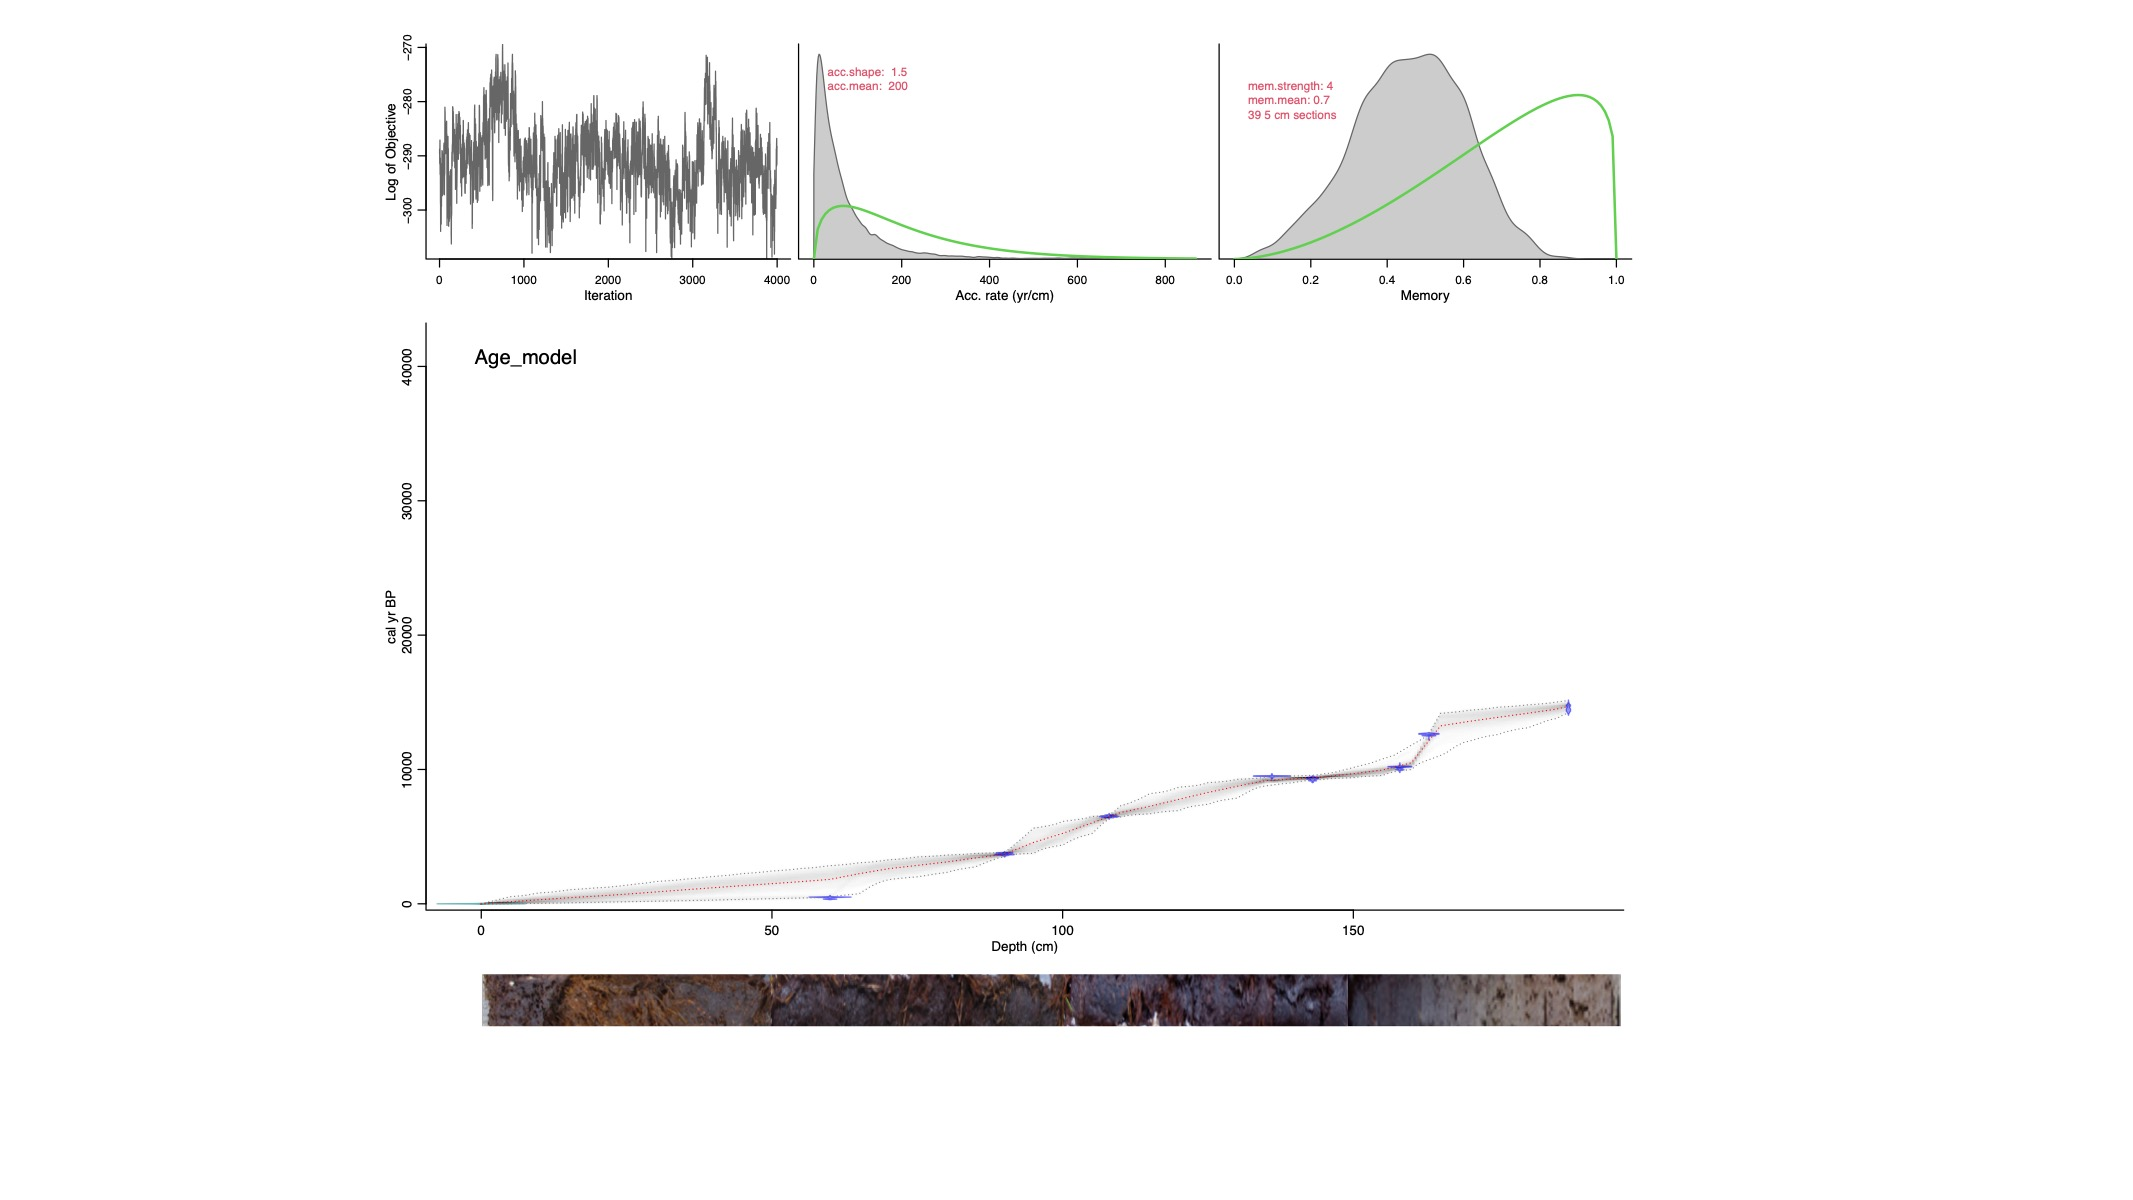 -270
-280
-290
-300
Log of Objective
0 1000 2000 3000 4000
Iteration
acc.shape: 1.5
acc.mean: 200
0 200 400 600 800
Acc. rate (yr/cm)
mem.strength: 4
mem.mean: 0.7
39 5 cm sections
0.0 0.2 0.4 0.6 0.8 1.0
Memory
Age_model
40000
30000
20000
10000
0
cal yr BP
0 50 100 150
Depth (cm)